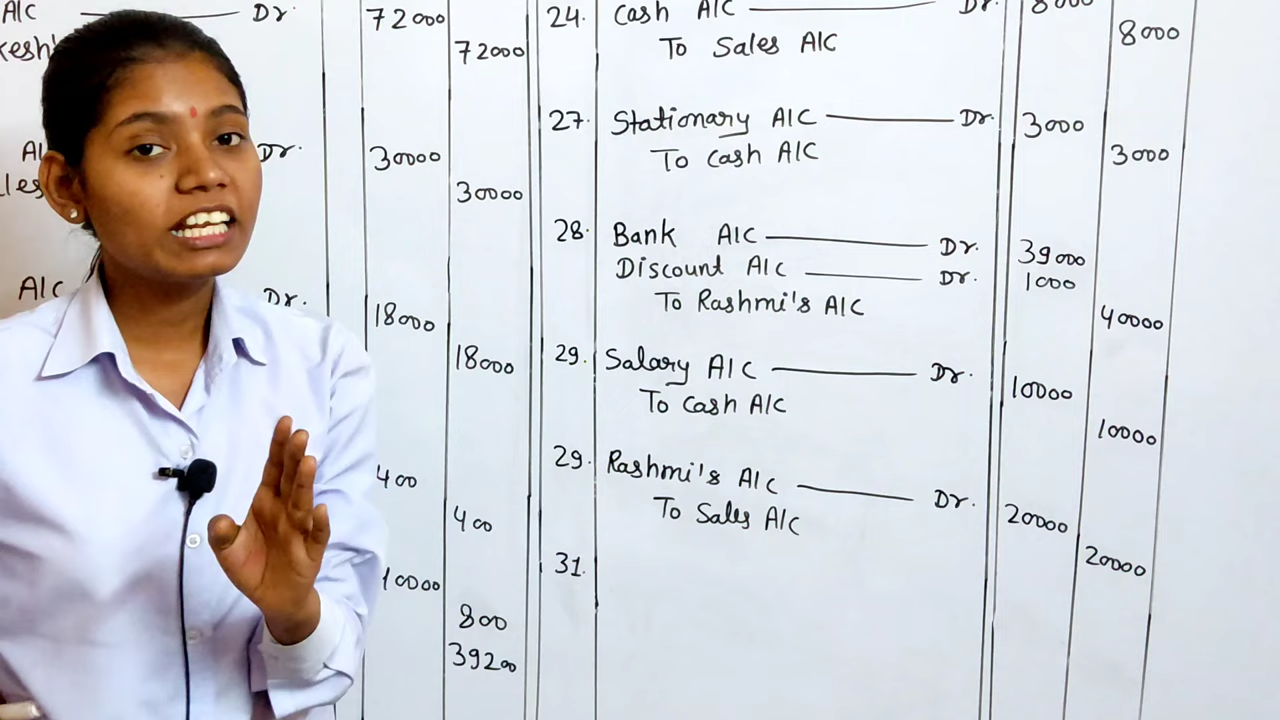 A/C Dr. 72000
72000
A Dr. 30000
30000
A/C Dr. 18000
18000
400
400
10000
800
39200
24. Cash A/C Dr. 8000
To Sales A/C 8000
27. Stationary A/C Dr. 3000
To Cash A/C 3000
28. Bank A/C Dr. 39000
Discount A/C Dr. 1000
To Rashmi's A/C 40000
29. Salary A/C Dr. 10000
To Cash A/C 10000
29. Rashmi's A/C Dr. 20000
To Sales A/C 20000
31.